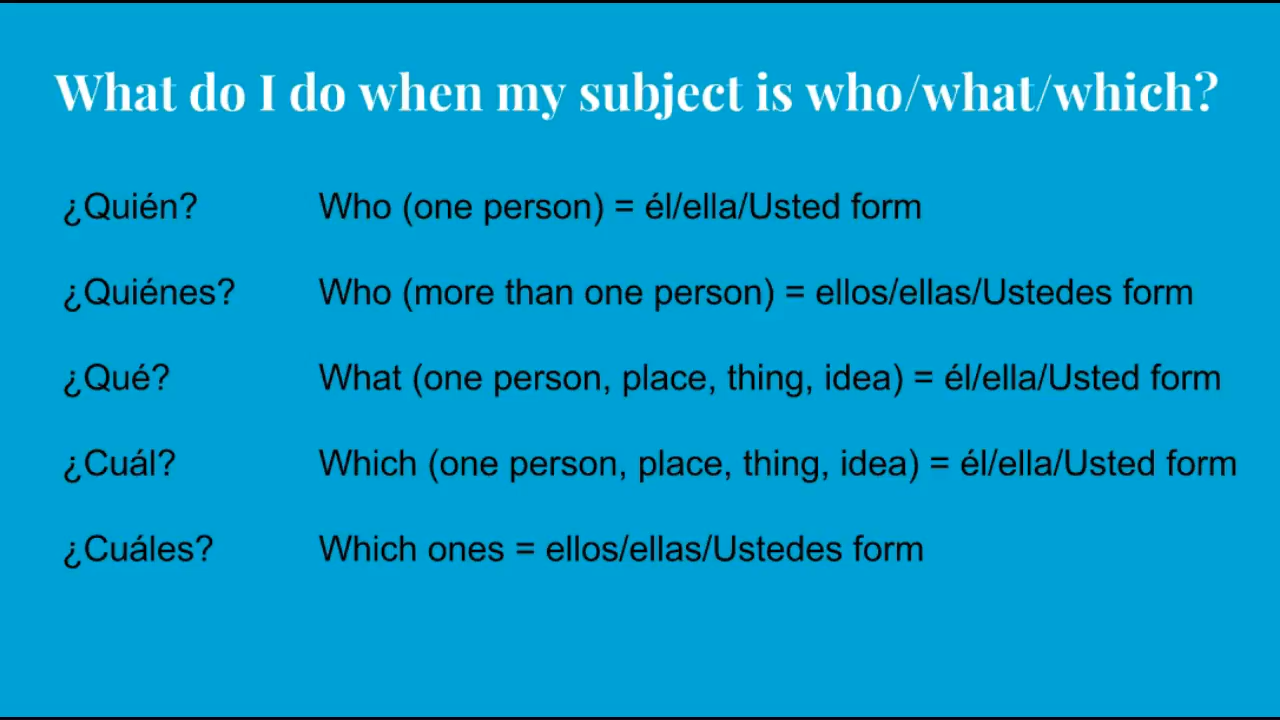 What do I do when my subject is who/what/which?
¿Quién? Who (one person) = él/ella/Usted form
¿Quiénes? Who (more than one person) = ellos/ellas/Ustedes form
¿Qué? What (one person, place, thing, idea) = él/ella/Usted form
¿Cuál? Which (one person, place, thing, idea) = él/ella/Usted form
¿Cuáles? Which ones = ellos/ellas/Ustedes form